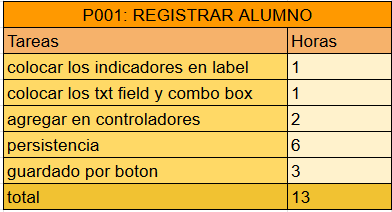 P001: REGISTRAR ALUMNO
Tareas Horas
colocar los indicadores en label 1
colocar los txt field y combo box 1
agregar en controladores 2
persistencia 6
guardado por boton 3
total 13